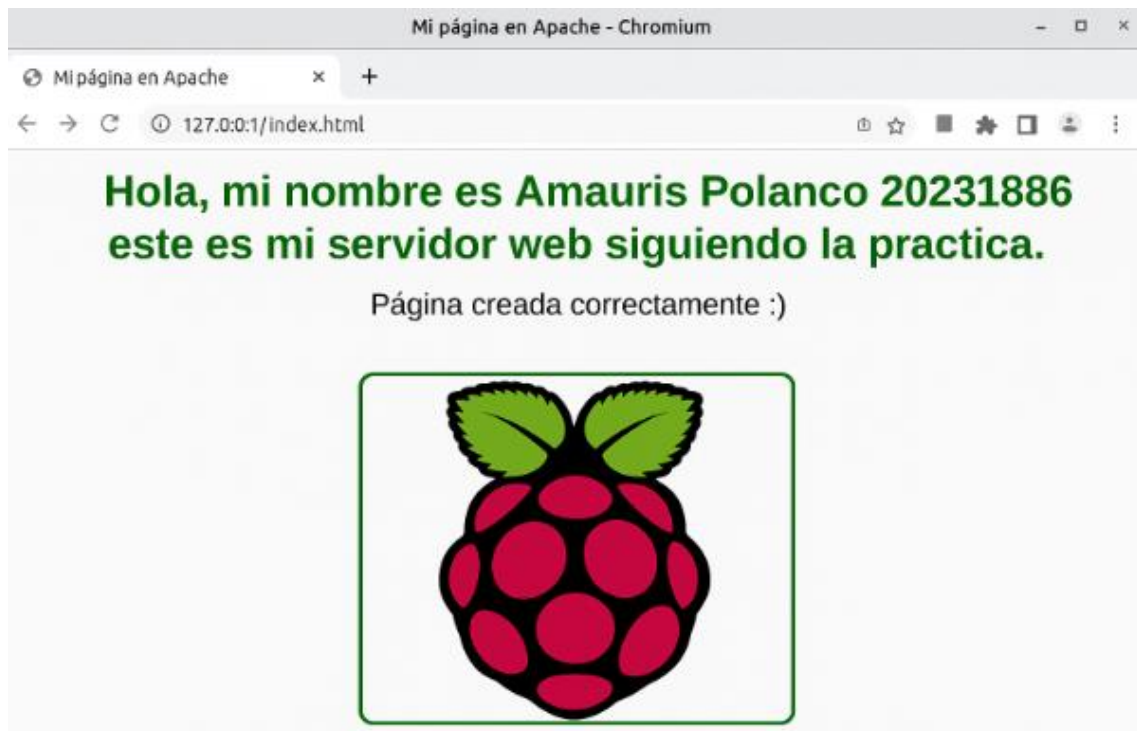 Mi página en Apache - Chromium
Mi página en Apache
127.0:0:1/index.html
Hola, mi nombre es Amauris Polanco 20231886
este es mi servidor web siguiendo la practica.
Página creada correctamente :)